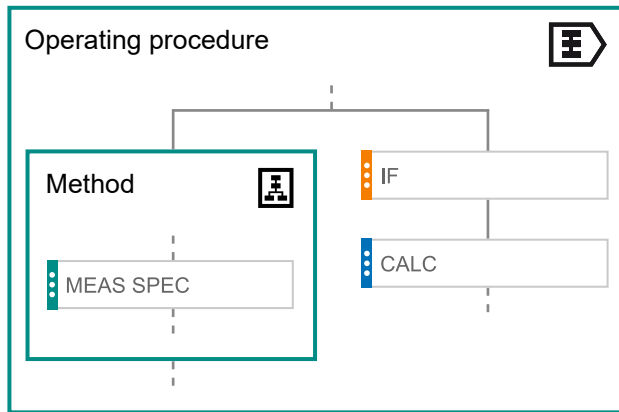 Operating procedure
Method
MEAS SPEC
IF
CALC